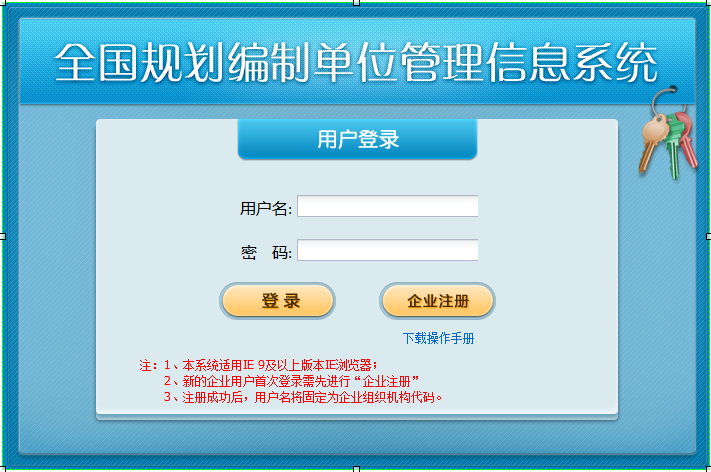 全国规划编制单位管理信息系统
用户登录
用户名:
密 码:
登 录 企业注册
下载操作手册
注：1、本系统适用IE 9及以上版本IE浏览器；
2、新的企业用户首次登录需先进行“企业注册”
3、注册成功后，用户名将固定为企业组织机构代码。